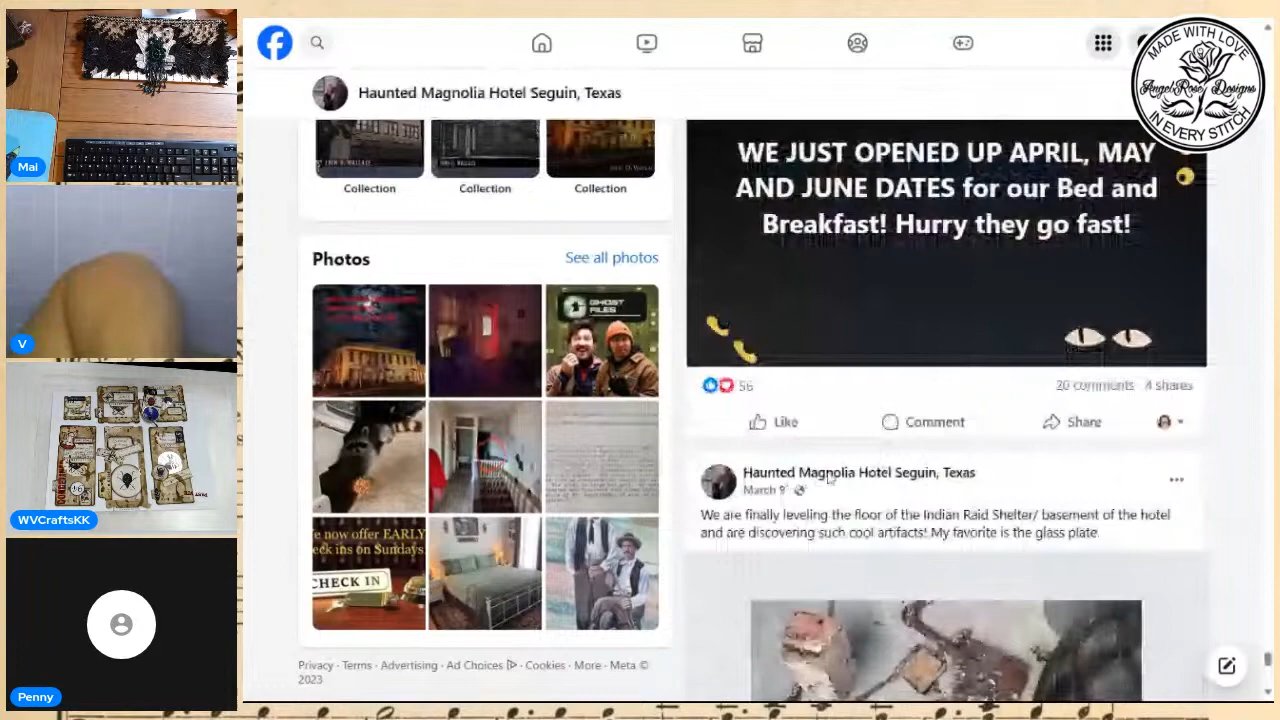 Mai
V
WVCraftsKK
Penny
Haunted Magnolia Hotel Seguin, Texas
MADE WITH LOVE
AngelRose Designs
IN EVERY STITCH
Collection
Collection
Collection
Photos
See all photos
GHOST
FILES
e now offer EARLY
eck ins on Sundays
CHECK IN
Privacy · Terms · Advertising · Ad Choices · Cookies · More · Meta ©
2023
WE JUST OPENED UP APRIL, MAY
AND JUNE DATES for our Bed and
Breakfast! Hurry they go fast!
56
20 comments 4 shares
Like
Comment
Share
Haunted Magnolia Hotel Seguin, Texas
March 9
We are finally leveling the floor of the Indian Raid Shelter/ basement of the hotel
and are discovering such cool artifacts! My favorite is the glass plate.